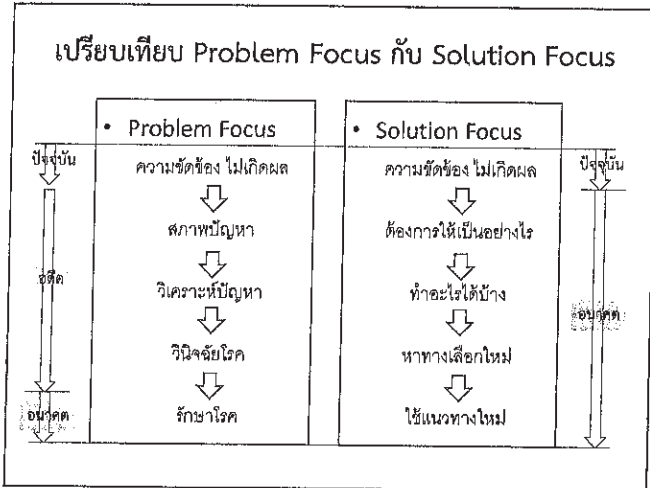 เปรียบเทียบ Problem Focus กับ Solution Focus
• Problem Focus
ความขัดข้อง ไม่เกิดผล
สภาพปัญหา
วิเคราะห์ปัญหา
วินิจฉัยโรค
รักษาโรค
• Solution Focus
ความขัดข้อง ไม่เกิดผล
ต้องการให้เป็นอย่างไร
ทำอะไรได้บ้าง
หาทางเลือกใหม่
ใช้แนวทางใหม่
ปัจจุบัน
อดีต
อนาคต
ปัจจุบัน
อนาคต